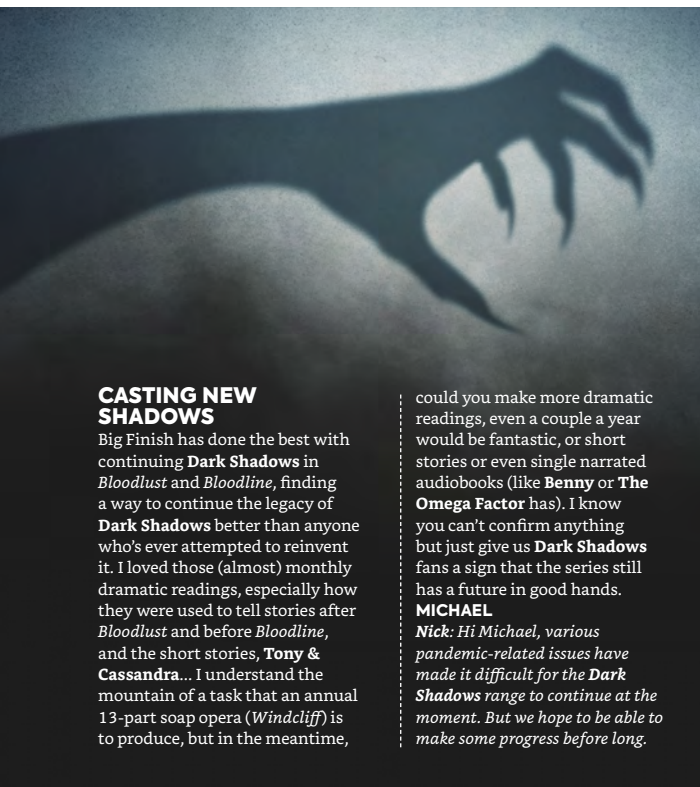 CASTING NEW
SHADOWS
Big Finish has done the best with
continuing Dark Shadows in
Bloodlust and Bloodline, finding
a way to continue the legacy of
Dark Shadows better than anyone
who's ever attempted to reinvent
it. I loved those (almost) monthly
dramatic readings, especially how
they were used to tell stories after
Bloodlust and before Bloodline,
and the short stories, Tony &
Cassandra... I understand the
mountain of a task that an annual
13-part soap opera (Windcliff) is
to produce, but in the meantime,
could you make more dramatic
readings, even a couple a year
would be fantastic, or short
stories or even single narrated
audiobooks (like Benny or The
Omega Factor has). I know
you can't confirm anything
but just give us Dark Shadows
fans a sign that the series still
has a future in good hands.
MICHAEL
Nick: Hi Michael, various
pandemic-related issues have
made it difficult for the Dark
Shadows range to continue at the
moment. But we hope to be able to
make some progress before long.